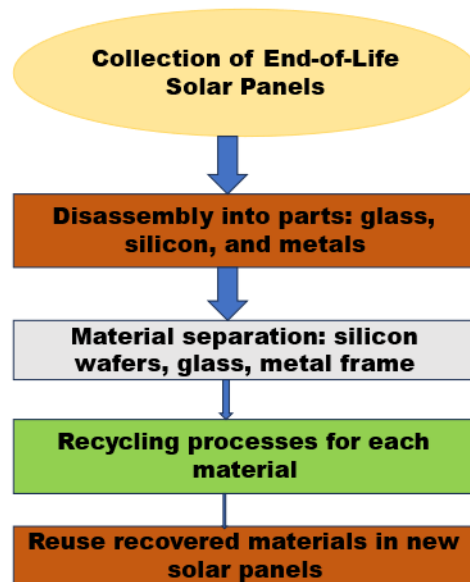 Collection of End-of-Life
Solar Panels
Disassembly into parts: glass,
silicon, and metals
Material separation: silicon
wafers, glass, metal frame
Recycling processes for each
material
Reuse recovered materials in new
solar panels